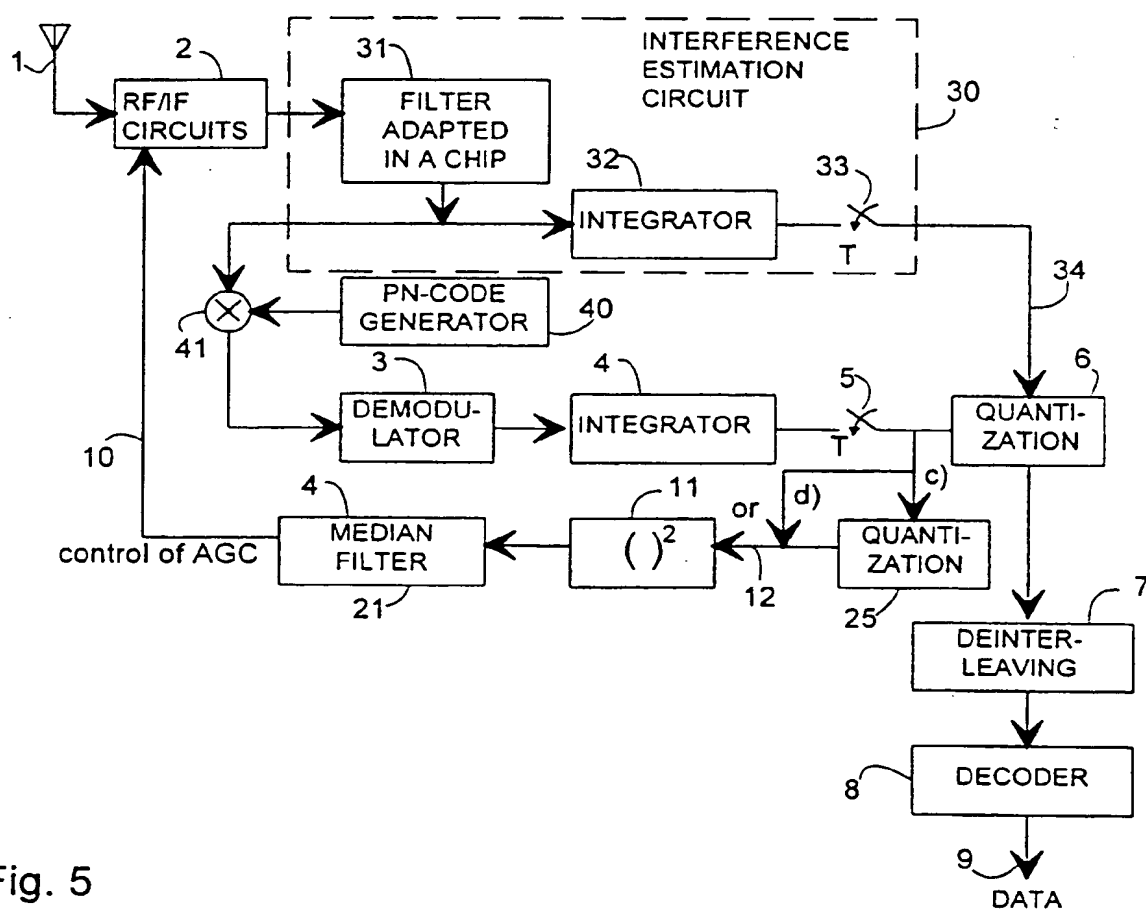 1
2
RF/IF
CIRCUITS
31
FILTER
ADAPTED
IN A CHIP
INTERFERENCE
ESTIMATION
CIRCUIT
30
32
INTEGRATOR
33
T
34
41
PN-CODE
GENERATOR
40
3
DEMODU-
LATOR
4
INTEGRATOR
5
T
6
QUANTI-
ZATION
10
control of AGC
4
MEDIAN
FILTER
21
11
( )2
or
d)
c)
12
QUANTI-
ZATION
25
7
DEINTER-
LEAVING
8
DECODER
9
DATA
Fig. 5